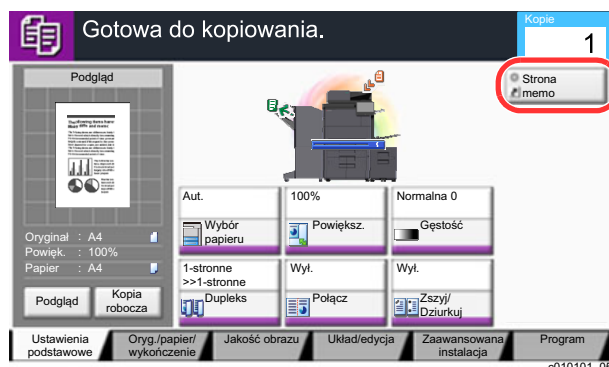 Gotowa do kopiowania.
Kopie
1
Strona
memo
Podgląd
Oryginał : A4
Powięk. : 100%
Papier : A4
Podgląd
Kopia
robocza
Aut.
Wybór
papieru
100%
Powiększ.
Normalna 0
Gęstość
1-stronne
>>1-stronne
Dupleks
Wył.
Połącz
Wył.
Zszyj/
Dziurkuj
Ustawienia
podstawowe
Oryg./papier/
wykończenie
Jakość obrazu
Układ/edycja
Zaawansowana
instalacja
Program